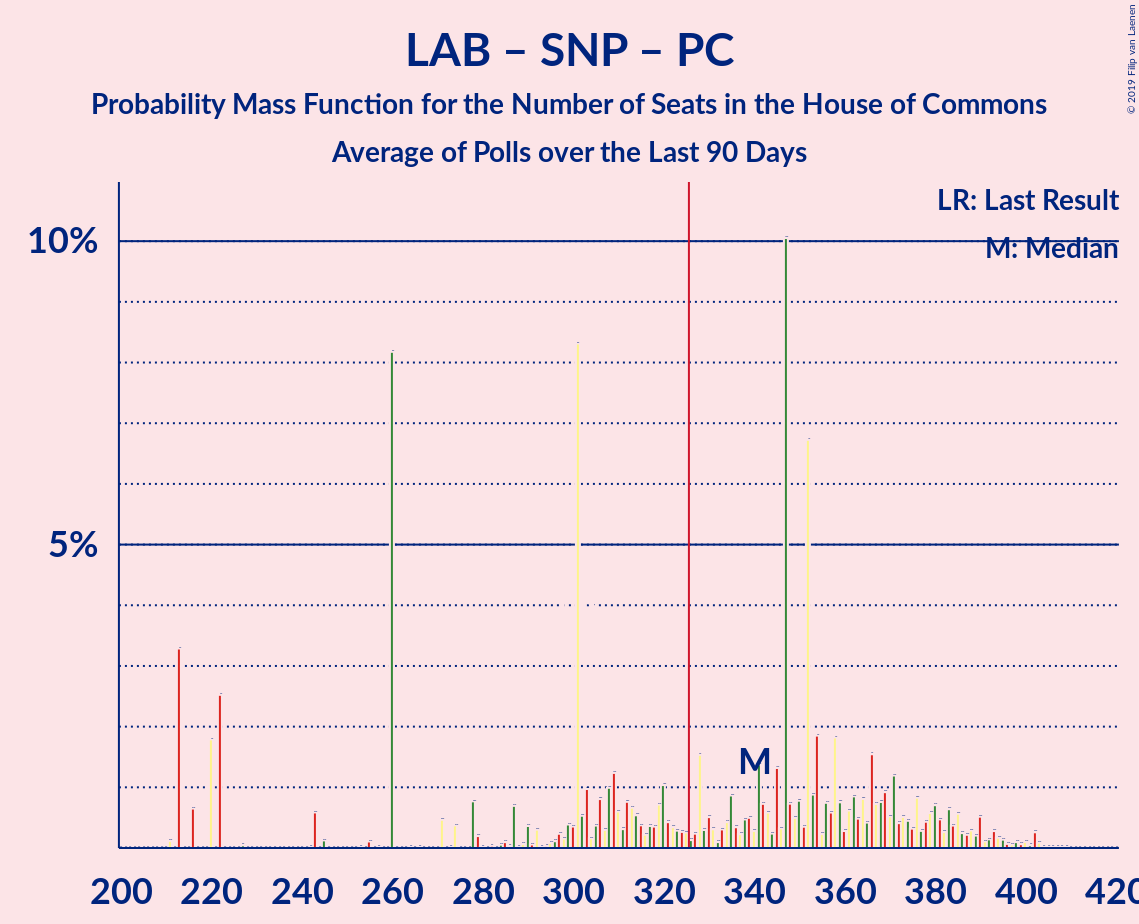 LAB – SNP – PC
Probability Mass Function for the Number of Seats in the House of Commons
Average of Polls over the Last 90 Days
© 2019 Filip van Laenen
LR: Last Result
M: Median
10%
5%
M
200 220 240 260 280 300 320 340 360 380 400 420